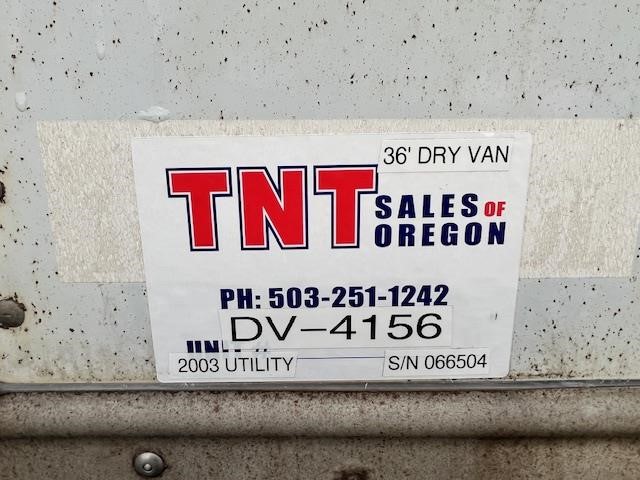 36' DRY VAN
TNT SALES OF
OREGON
PH: 503-251-1242
DV-4156
2003 UTILITY
S/N 066504